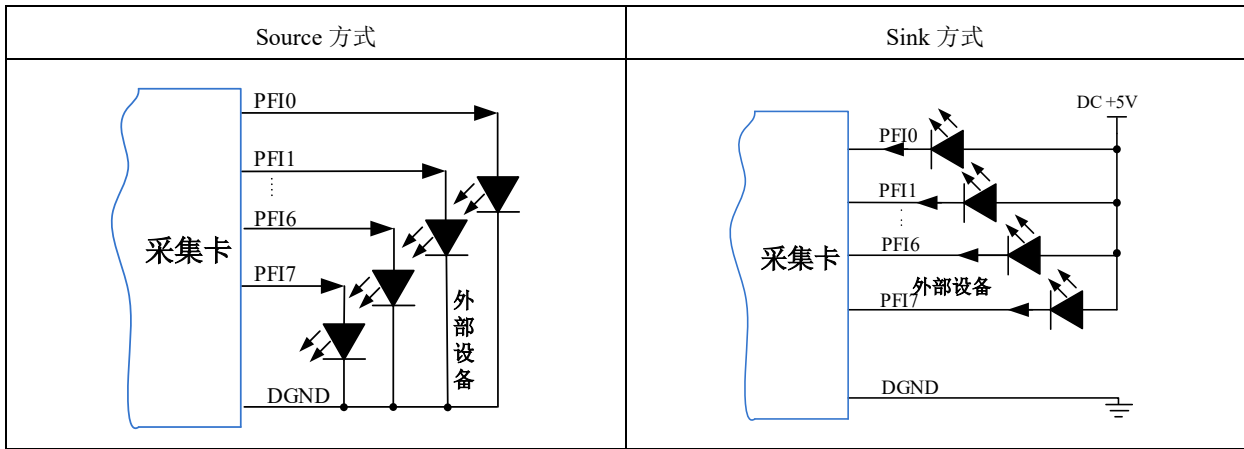 Source 方式
Sink 方式
PFI0
PFI1
PFI6
采集卡
PFI7
外
部
设
备
DGND
DC +5V
PFI0
PFI1
PFI6
采集卡
外部设备
PFI7
DGND